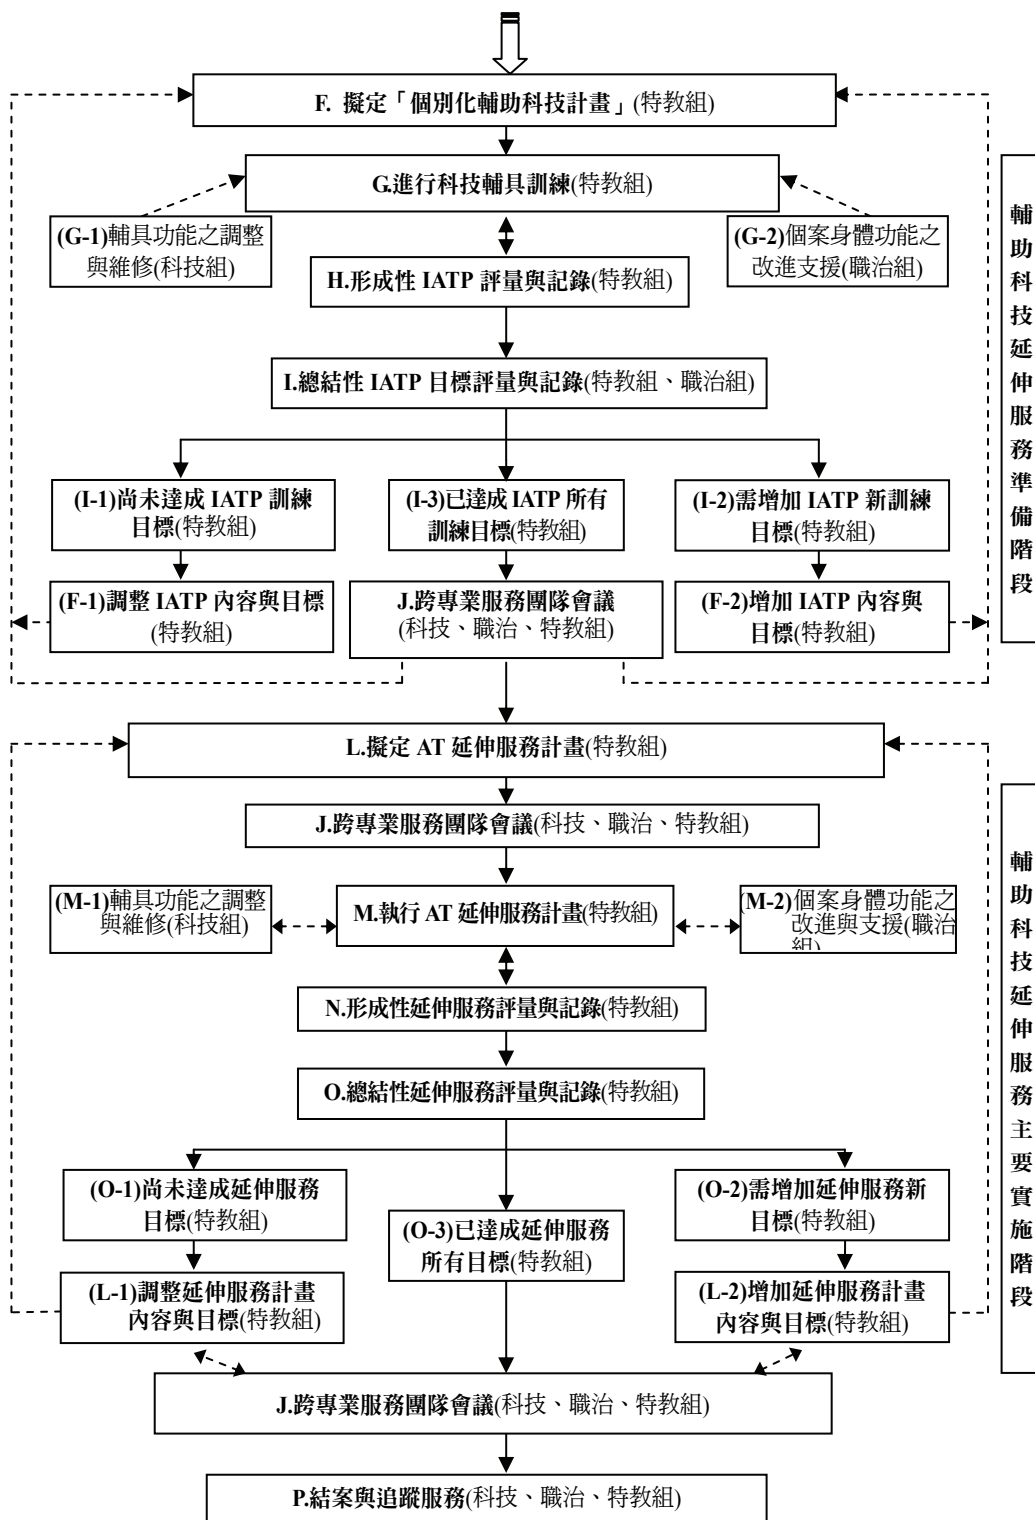 F. 擬定「個別化輔助科技計畫」(特教組)
G.進行科技輔具訓練(特教組)
(G-1)輔具功能之調整
與維修(科技組)
(G-2)個案身體功能之
改進支援(職治組)
H.形成性 IATP 評量與記錄(特教組)
I.總結性 IATP 目標評量與記錄(特教組、職治組)
(I-1)尚未達成 IATP 訓練
目標(特教組)
(I-3)已達成 IATP 所有
訓練目標(特教組)
(I-2)需增加 IATP 新訓練
目標(特教組)
(F-1)調整 IATP 內容與目標
(特教組)
J.跨專業服務團隊會議
(科技、職治、特教組)
(F-2)增加 IATP 內容與
目標(特教組)
輔助科技延伸服務準備階段
L.擬定 AT 延伸服務計畫(特教組)
J.跨專業服務團隊會議(科技、職治、特教組)
(M-1)輔具功能之調整
與維修(科技組)
M.執行 AT 延伸服務計畫(特教組)
(M-2)個案身體功能之
改進與支援(職治
組)
N.形成性延伸服務評量與記錄(特教組)
O.總結性延伸服務評量與記錄(特教組)
(O-1)尚未達成延伸服務
目標(特教組)
(O-3)已達成延伸服務
所有目標(特教組)
(O-2)需增加延伸服務新
目標(特教組)
(L-1)調整延伸服務計畫
內容與目標(特教組)
(L-2)增加延伸服務計畫
內容與目標(特教組)
輔助科技延伸服務主要實施階段
J.跨專業服務團隊會議(科技、職治、特教組)
P.結案與追蹤服務(科技、職治、特教組)